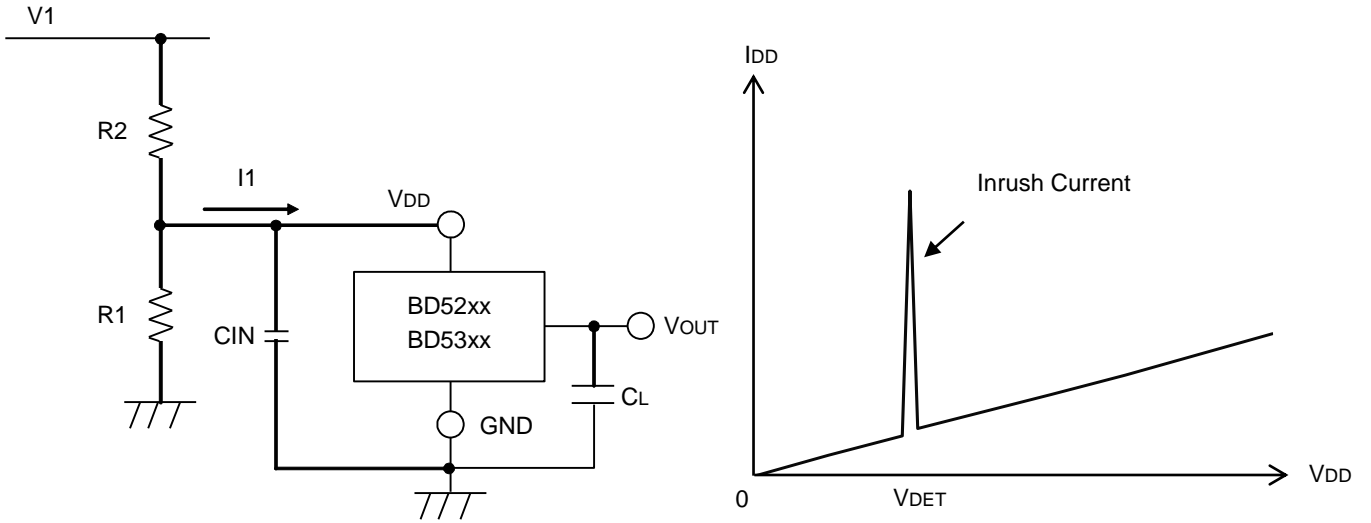 V1
R2
I1
VDD
R1
CIN
BD52xx
BD53xx
VOUT
CL
GND
IDD
Inrush Current
0
VDET
VDD